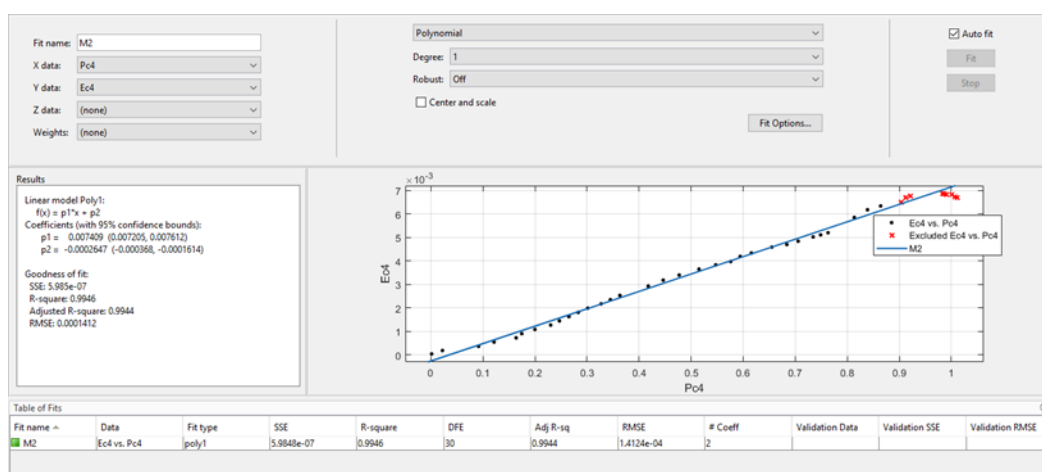 Fit name: M2
X data: Pc4
Y data: Ec4
Z data: (none)
Weights: (none)
Polynomial
Degree: 1
Robust: Off
Center and scale
Fit Options...
Auto fit
Fit
Stop
Results
Linear model Poly1:
f(x) = p1*x + p2
Coefficients (with 95% confidence bounds):
p1 = 0.007409 (0.007205, 0.007612)
p2 = -0.0002647 (-0.000368, -0.0001614)
Goodness of fit:
SSE: 5.985e-07
R-square: 0.9946
Adjusted R-square: 0.9944
RMSE: 0.0001412
×10-3
7
6
5
4
3
2
1
0
Ec4
0 0.1 0.2 0.3 0.4 0.5 0.6 0.7 0.8 0.9 1
Pc4
Ec4 vs. Pc4
Excluded Ec4 vs. Pc4
M2
Table of Fits
Fit name Data Fit type SSE R-square DFE Adj R-sq RMSE # Coeff Validation Data Validation SSE Validation RMSE
M2 Ec4 vs. Pc4 poly1 5.9848e-07 0.9946 30 0.9944 1.4124e-04 2